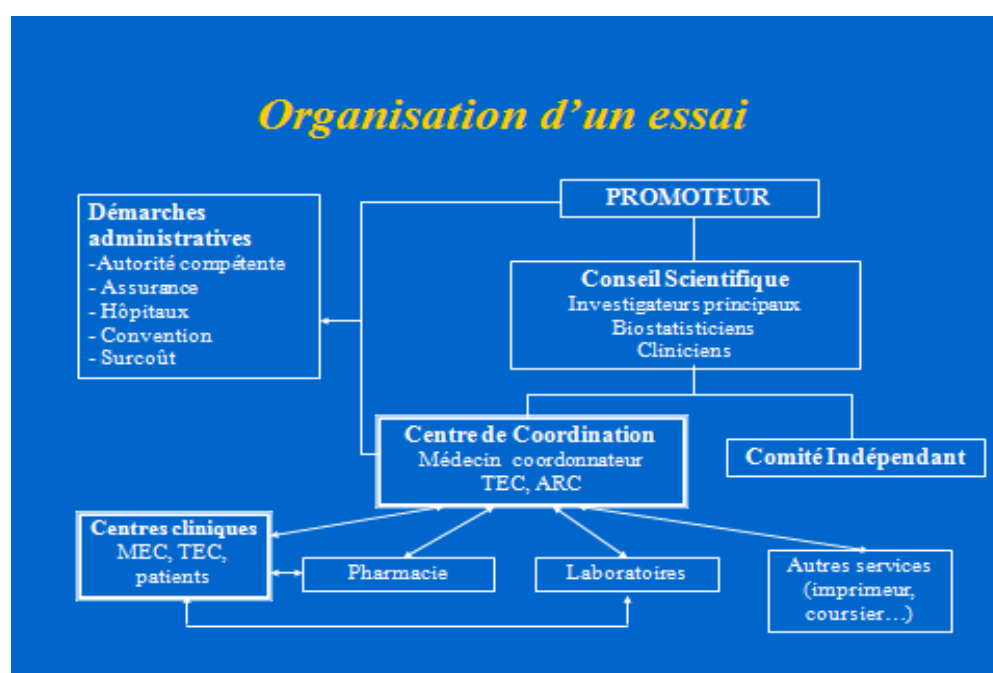 Organisation d’un essai
PROMOTEUR
Démarches
administratives
-Autorité compétente
- Assurance
- Hôpitaux
- Convention
- Surcoût
Conseil Scientifique
Investigateurs principaux
Biostatisticiens
Cliniciens
Centre de Coordination
Médecin coordonnateur
TEC, ARC
Comité Indépendant
Centres cliniques
MEC, TEC,
patients
Pharmacie
Laboratoires
Autres services
(imprimeur,
coursier…)